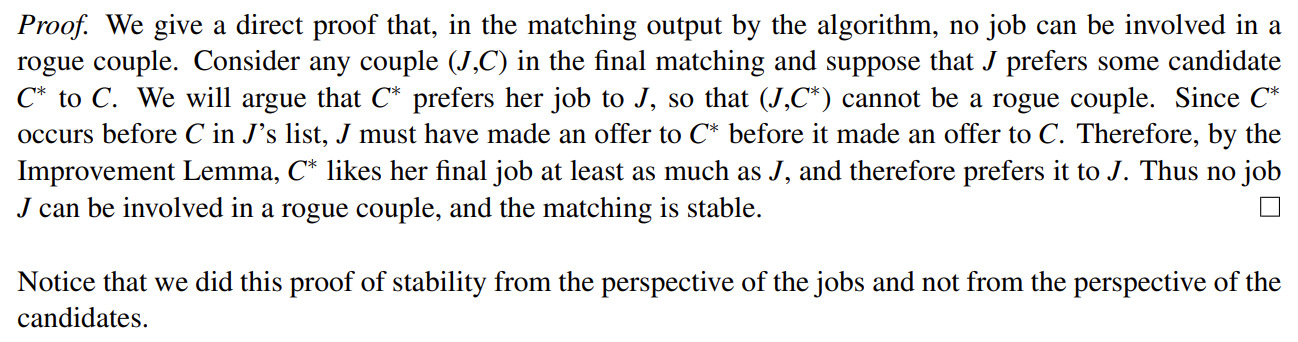 Proof. We give a direct proof that, in the matching output by the algorithm, no job can be involved in a
rogue couple. Consider any couple (J,C) in the final matching and suppose that J prefers some candidate
C* to C. We will argue that C* prefers her job to J, so that (J,C*) cannot be a rogue couple. Since C*
occurs before C in J’s list, J must have made an offer to C* before it made an offer to C. Therefore, by the
Improvement Lemma, C* likes her final job at least as much as J, and therefore prefers it to J. Thus no job
J can be involved in a rogue couple, and the matching is stable. □
Notice that we did this proof of stability from the perspective of the jobs and not from the perspective of the
candidates.